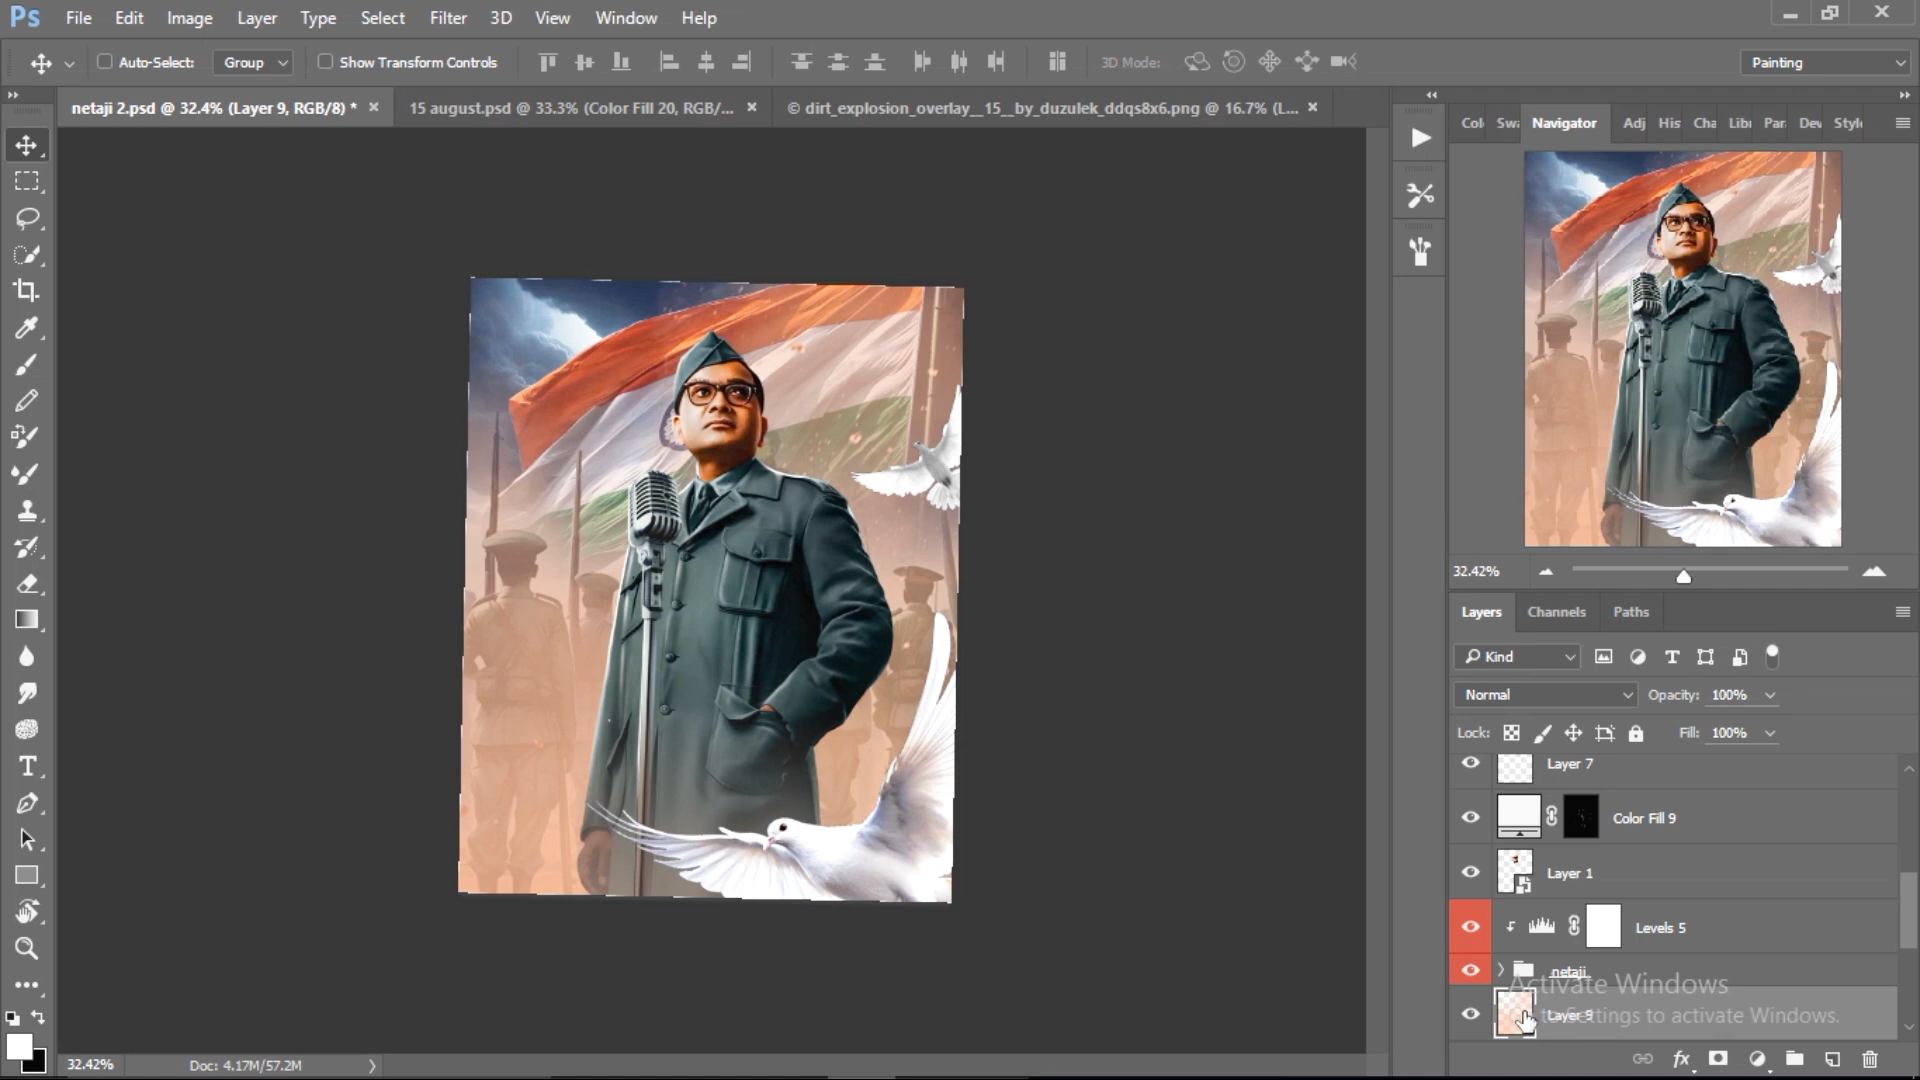 Ps File Edit Image Layer Type Select Filter 3D View Window Help
Auto-Select: Group Show Transform Controls 3D Mode: Painting
netaji 2.psd @ 32.4% (Layer 9, RGB/8) * × 15 august.psd @ 33.3% (Color Fill 20, RGB/... × © dirt_explosion_overlay__15__by_duzulek_ddqs8x6.png @ 16.7% (L... ×
Col Swa Navigator Adj His Cha Libr Par Dev Style
32.42%
Layers Channels Paths
Kind
Normal Opacity: 100%
Lock: Fill: 100%
Layer 7
Color Fill 9
Layer 1
Levels 5
netaji
Activate Windows
Layer 9
to Settings to activate Windows.
32.42% Doc: 4.17M/57.2M